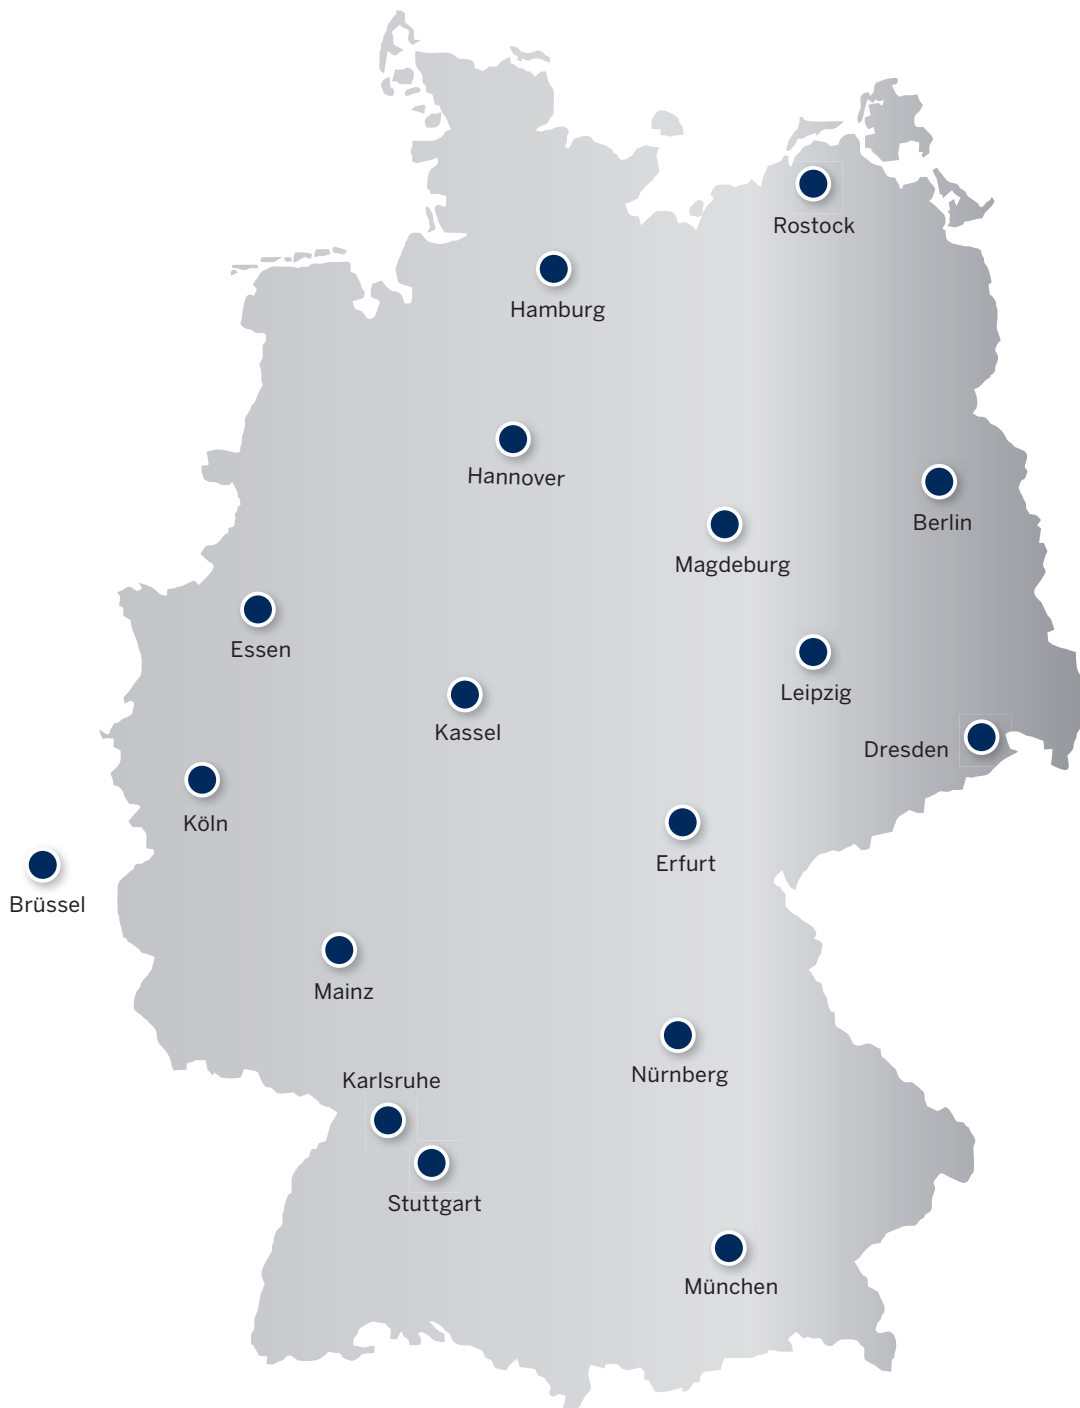 Rostock
Hamburg
Hannover
Berlin
Magdeburg
Essen
Leipzig
Kassel
Dresden
Köln
Erfurt
Brüssel
Mainz
Nürnberg
Karlsruhe
Stuttgart
München